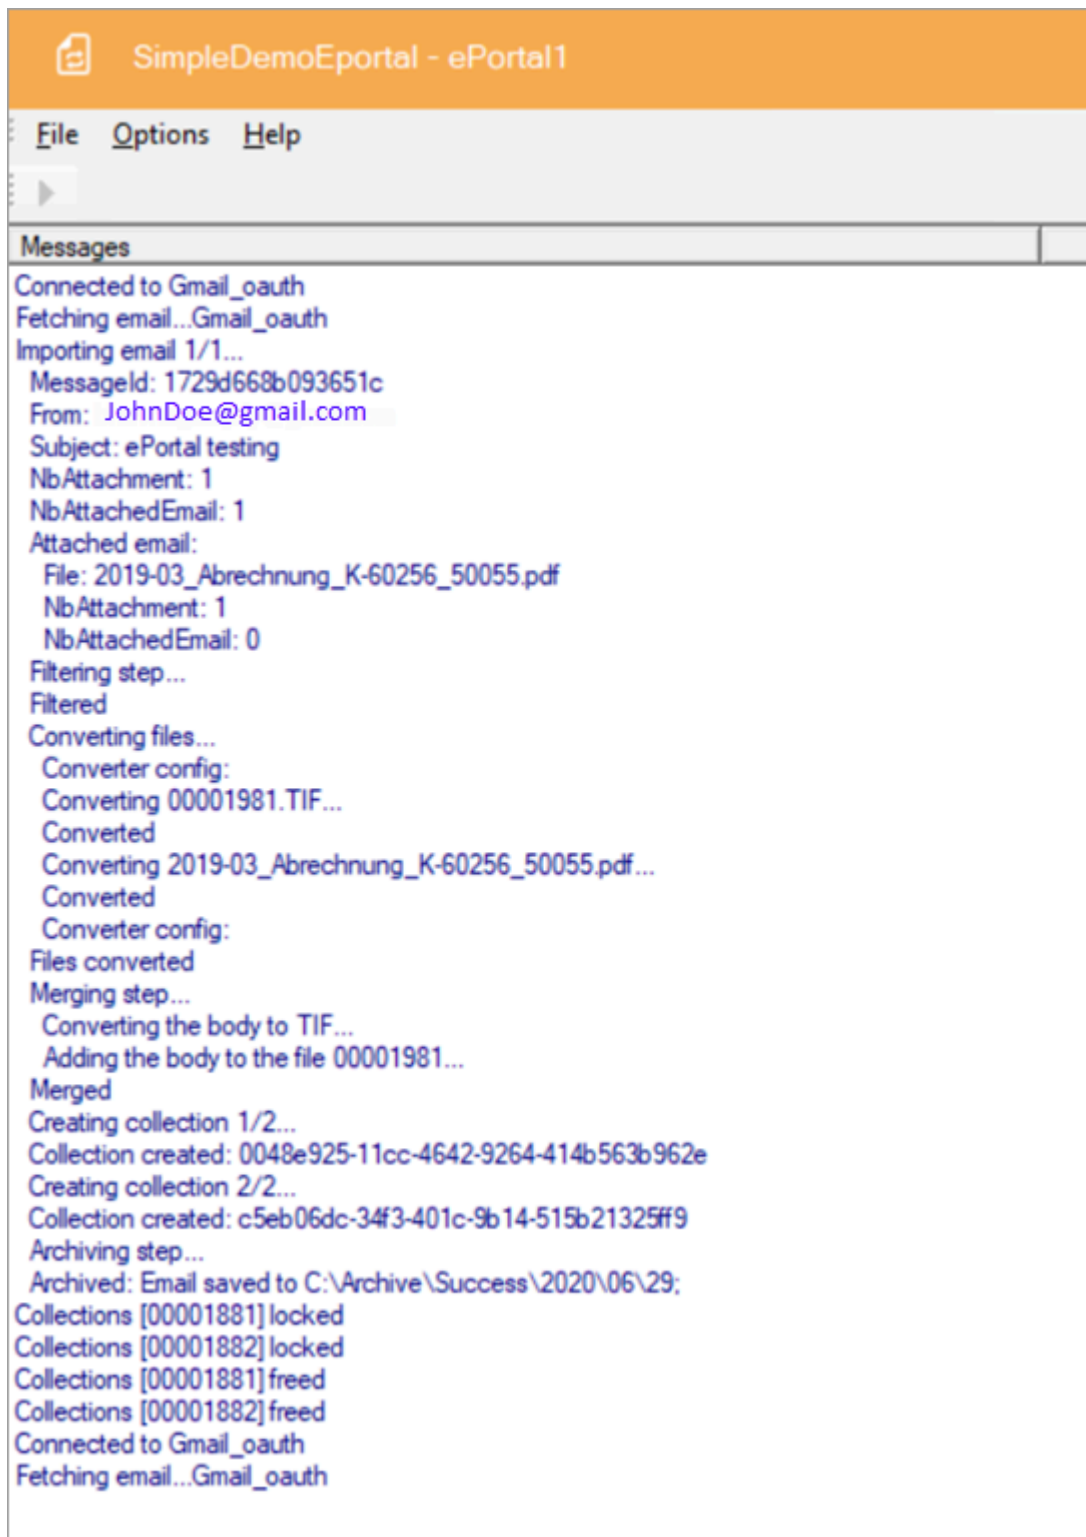 SimpleDemoEportal - ePortal1
File Options Help
Messages
Connected to Gmail_oauth
Fetching email...Gmail_oauth
Importing email 1/1...
MessageId: 1729d668b093651c
From: JohnDoe@gmail.com
Subject: ePortal testing
NbAttachment: 1
NbAttachedEmail: 1
Attached email:
File: 2019-03_Abrechnung_K-60256_50055.pdf
NbAttachment: 1
NbAttachedEmail: 0
Filtering step...
Filtered
Converting files...
Converter config:
Converting 00001981.TIF...
Converted
Converting 2019-03_Abrechnung_K-60256_50055.pdf...
Converted
Converter config:
Files converted
Merging step...
Converting the body to TIF...
Adding the body to the file 00001981...
Merged
Creating collection 1/2...
Collection created: 0048e925-11cc-4642-9264-414b563b962e
Creating collection 2/2...
Collection created: c5eb06dc-34f3-401c-9b14-515b21325ff9
Archiving step...
Archived: Email saved to C:\Archive\Success\2020\06\29;
Collections [00001881] locked
Collections [00001882] locked
Collections [00001881] freed
Collections [00001882] freed
Connected to Gmail_oauth
Fetching email...Gmail_oauth